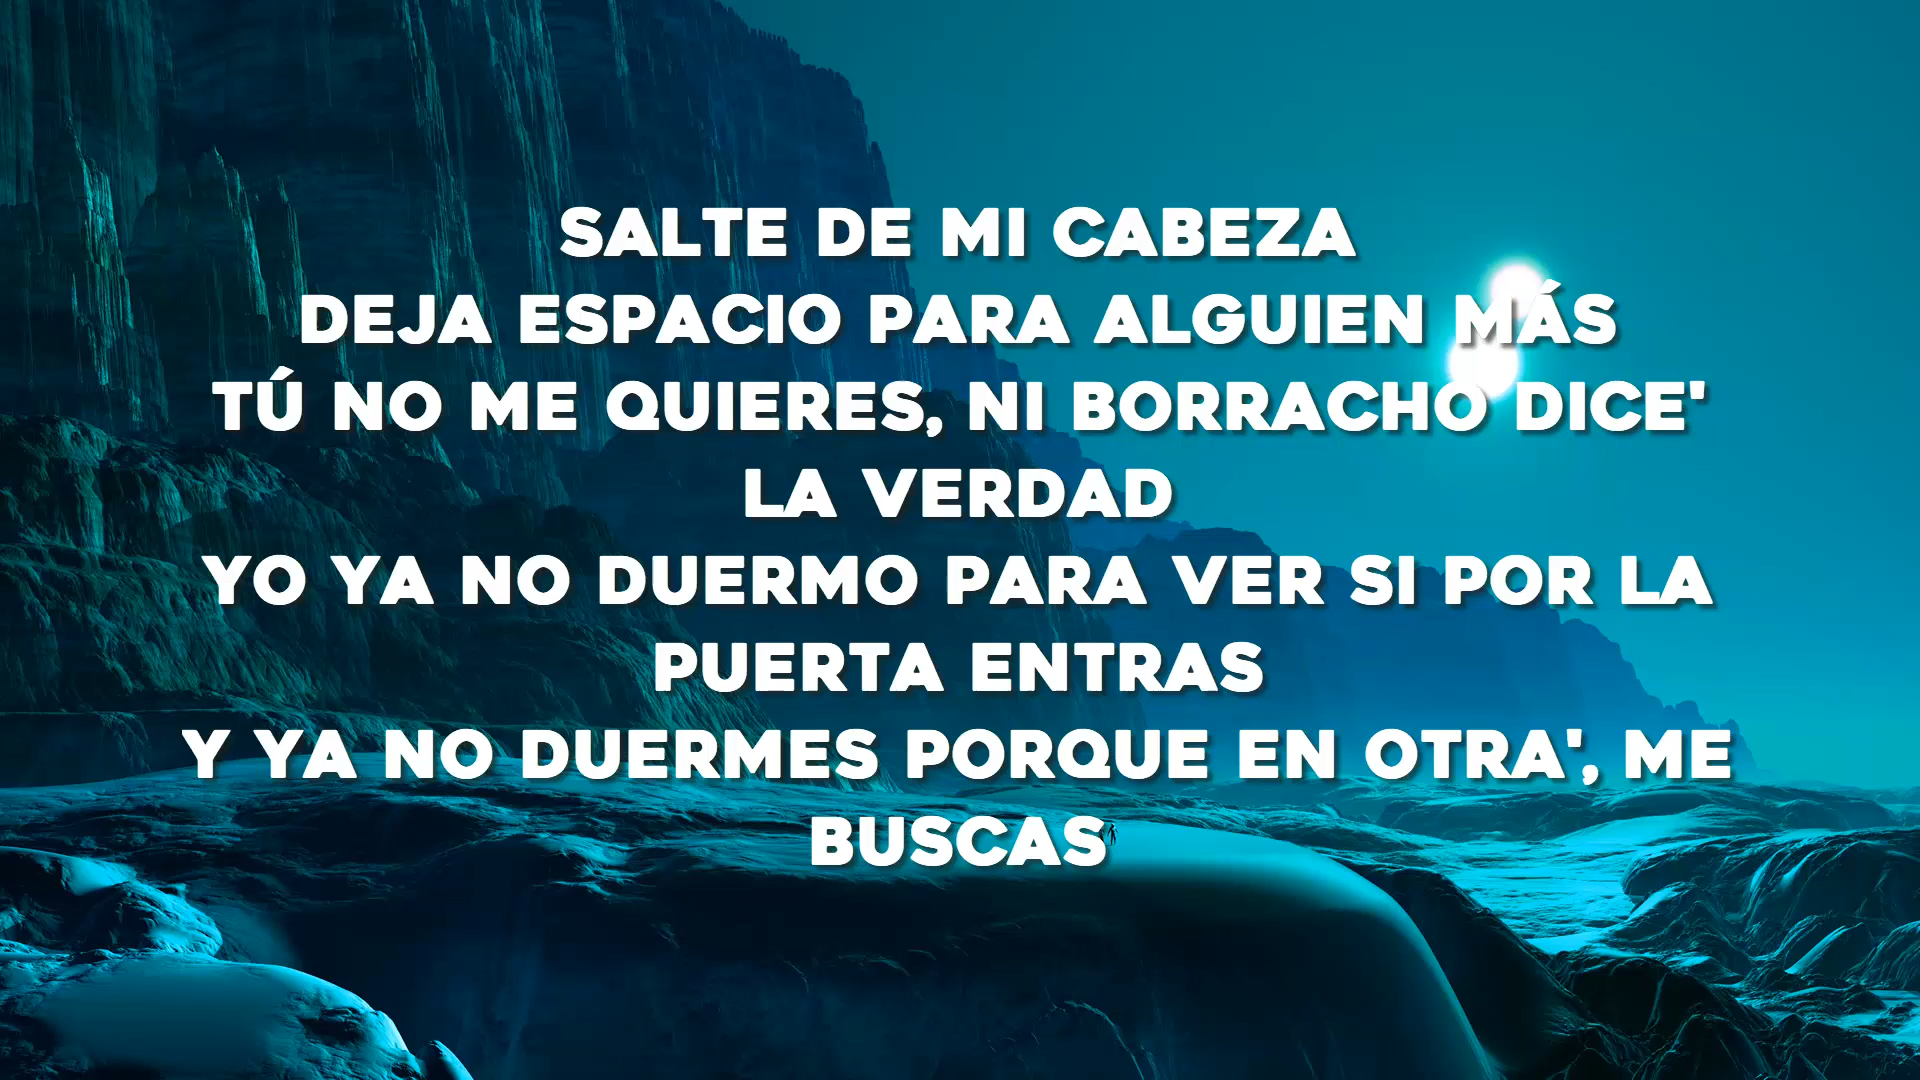 SALTE DE MI CABEZA
DEJA ESPACIO PARA ALGUIEN MÁS
TÚ NO ME QUIERES, NI BORRACHO DICE'
LA VERDAD
YO YA NO DUERMO PARA VER SI POR LA
PUERTA ENTRAS
Y YA NO DUERMES PORQUE EN OTRA', ME
BUSCAS